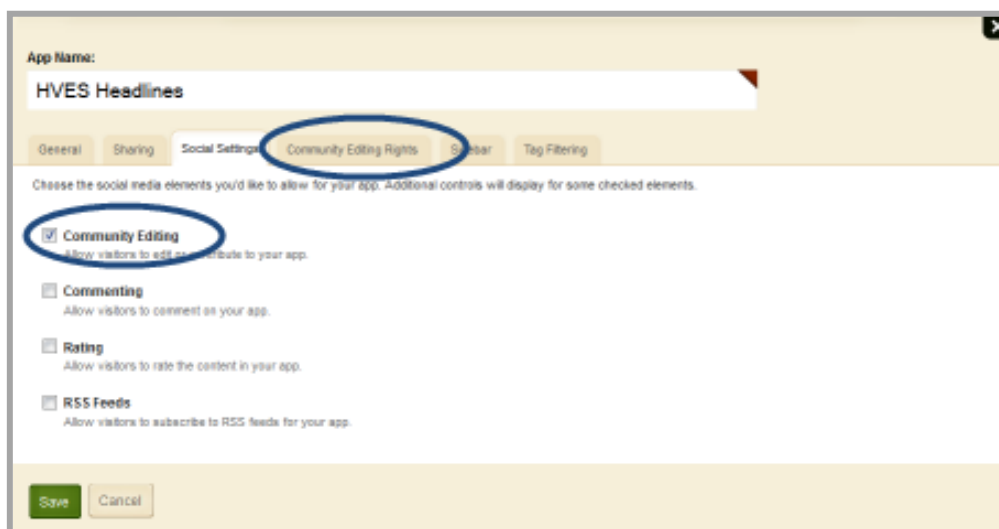 App Name:
HVES Headlines
General Sharing Social Settings Community Editing Rights Sidebar Tag Filtering
Choose the social media elements you'd like to allow for your app. Additional controls will display for some checked elements.
Community Editing
Allow visitors to edit or contribute to your app.
Commenting
Allow visitors to comment on your app.
Rating
Allow visitors to rate the content in your app.
RSS Feeds
Allow visitors to subscribe to RSS feeds for your app.
Save Cancel